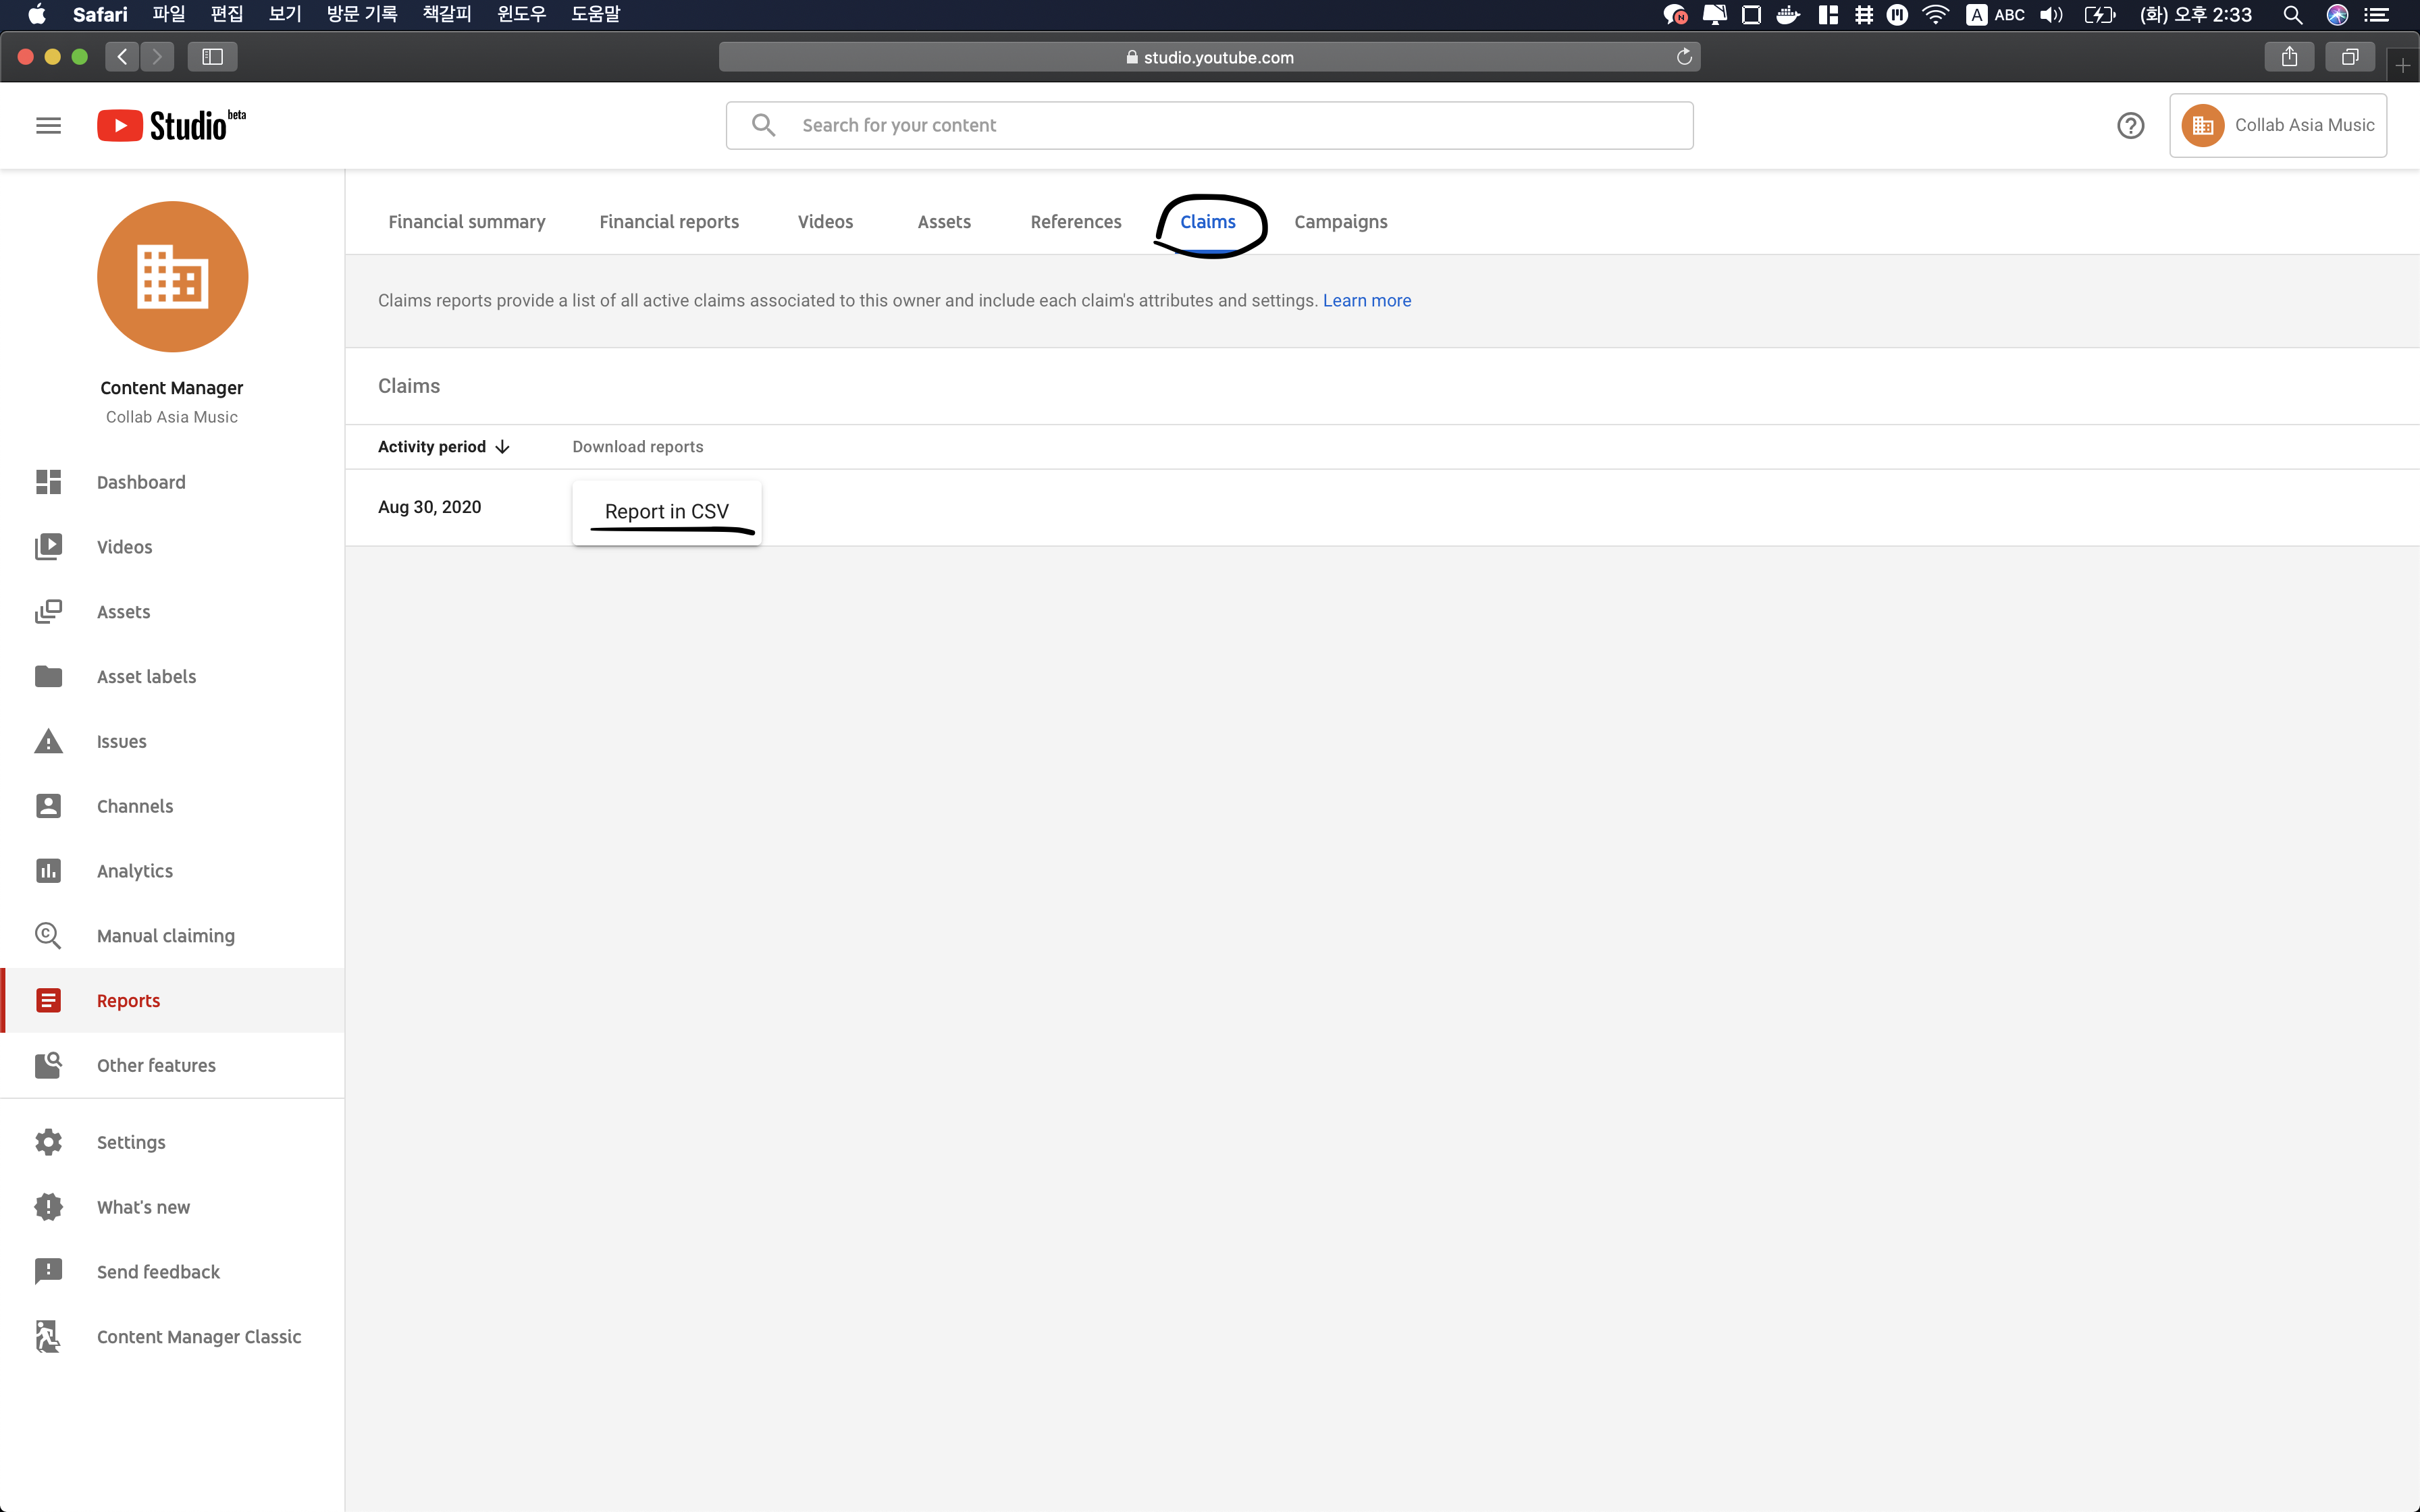 Safari 파일 편집 보기 방문 기록 책갈피 윈도우 도움말 A ABC (화) 오후 2:33
studio.youtube.com
Studio beta
Search for your content
Collab Asia Music
Financial summary Financial reports Videos Assets References Claims Campaigns
Claims reports provide a list of all active claims associated to this owner and include each claim's attributes and settings. Learn more
Claims
Activity period Download reports
Aug 30, 2020 Report in CSV
Content Manager
Collab Asia Music
Dashboard
Videos
Assets
Asset labels
Issues
Channels
Analytics
Manual claiming
Reports
Other features
Settings
What's new
Send feedback
Content Manager Classic